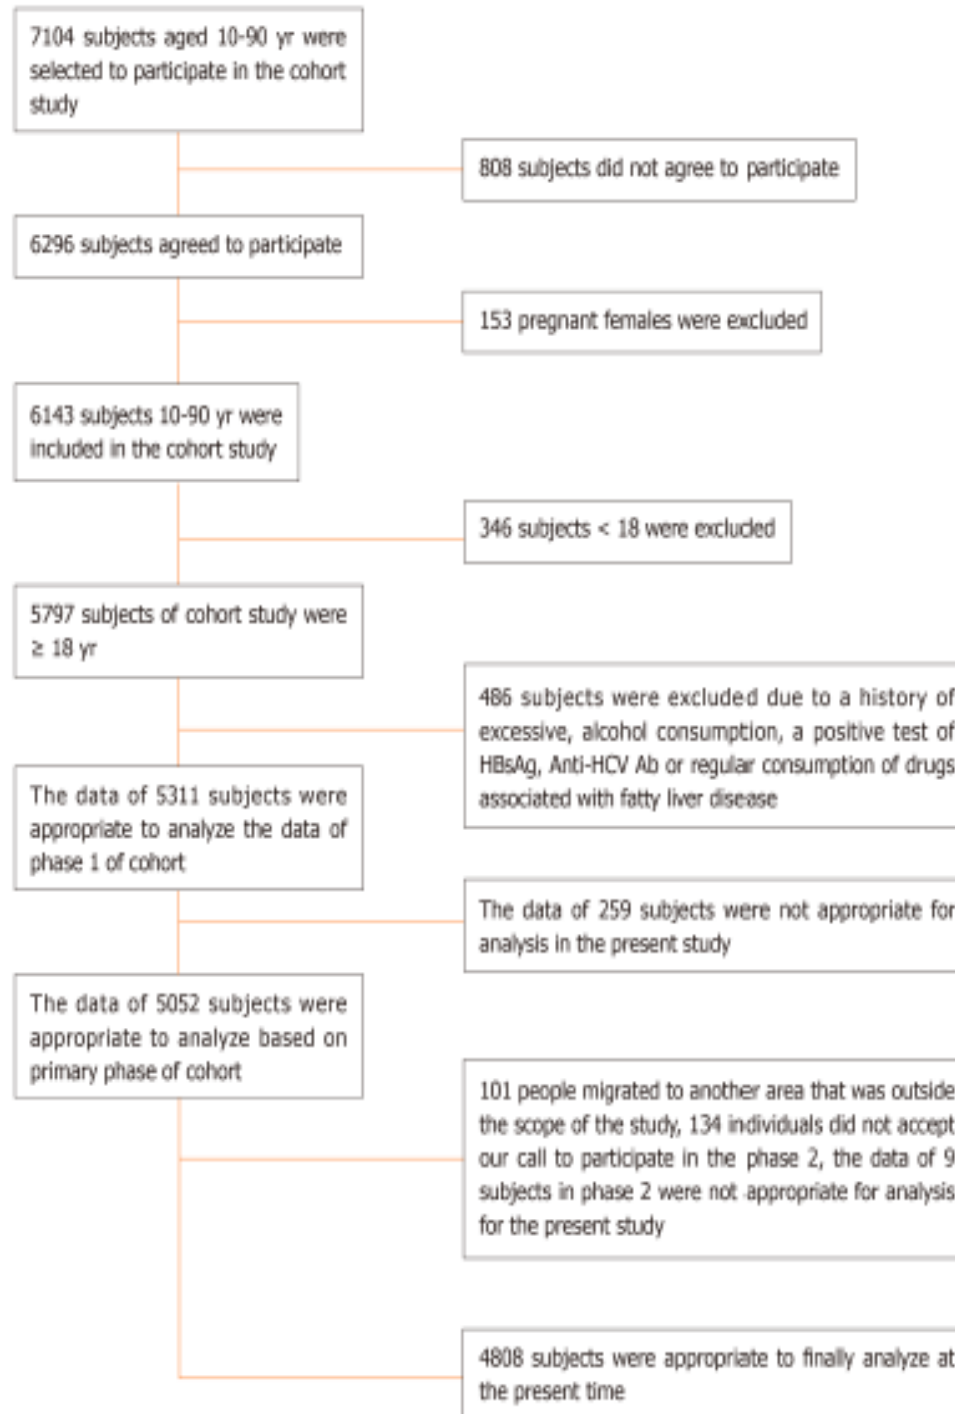 7104 subjects aged 10-90 yr were
selected to participate in the cohort
study
808 subjects did not agree to participate
6296 subjects agreed to participate
153 pregnant females were excluded
6143 subjects 10-90 yr were
included in the cohort study
346 subjects < 18 were excluded
5797 subjects of cohort study were
≥ 18 yr
486 subjects were excluded due to a history of
excessive, alcohol consumption, a positive test of
HBsAg, Anti-HCV Ab or regular consumption of drugs
associated with fatty liver disease
The data of 5311 subjects were
appropriate to analyze the data of
phase 1 of cohort
The data of 259 subjects were not appropriate for
analysis in the present study
The data of 5052 subjects were
appropriate to analyze based on
primary phase of cohort
101 people migrated to another area that was outside
the scope of the study, 134 individuals did not accept
our call to participate in the phase 2, the data of 9
subjects in phase 2 were not appropriate for analysis
for the present study
4808 subjects were appropriate to finally analyze at
the present time